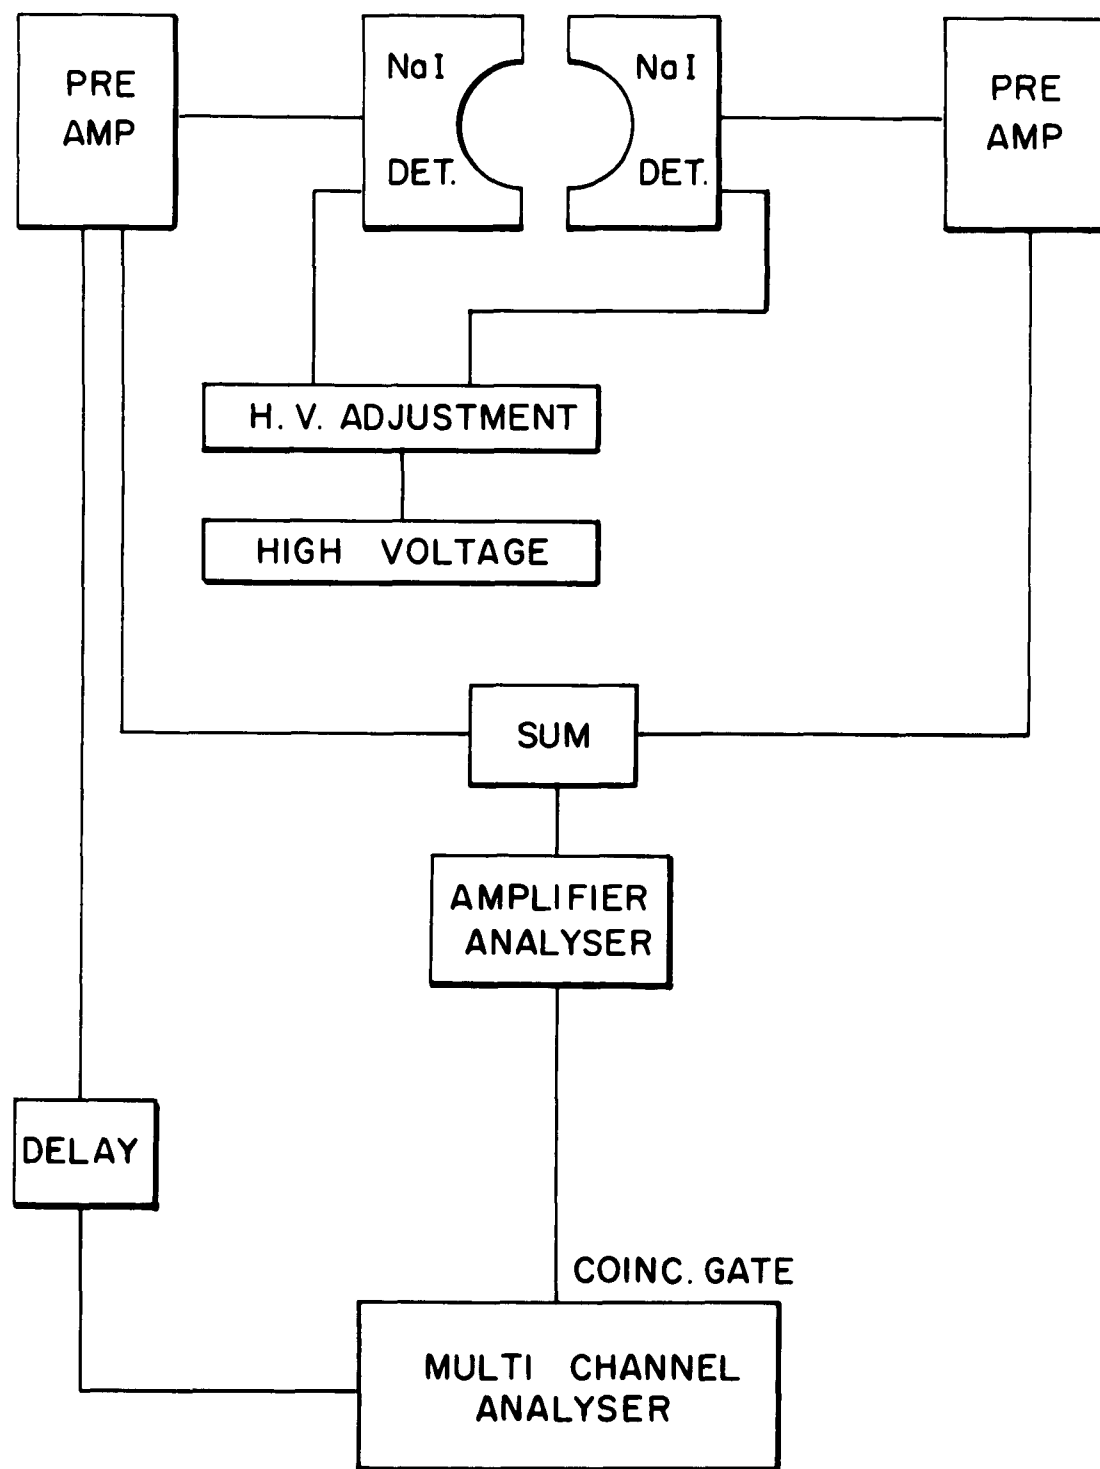 PRE
AMP
NaI
DET.
NaI
DET.
PRE
AMP
H. V. ADJUSTMENT
HIGH VOLTAGE
SUM
AMPLIFIER
ANALYSER
DELAY
COINC. GATE
MULTI CHANNEL
ANALYSER